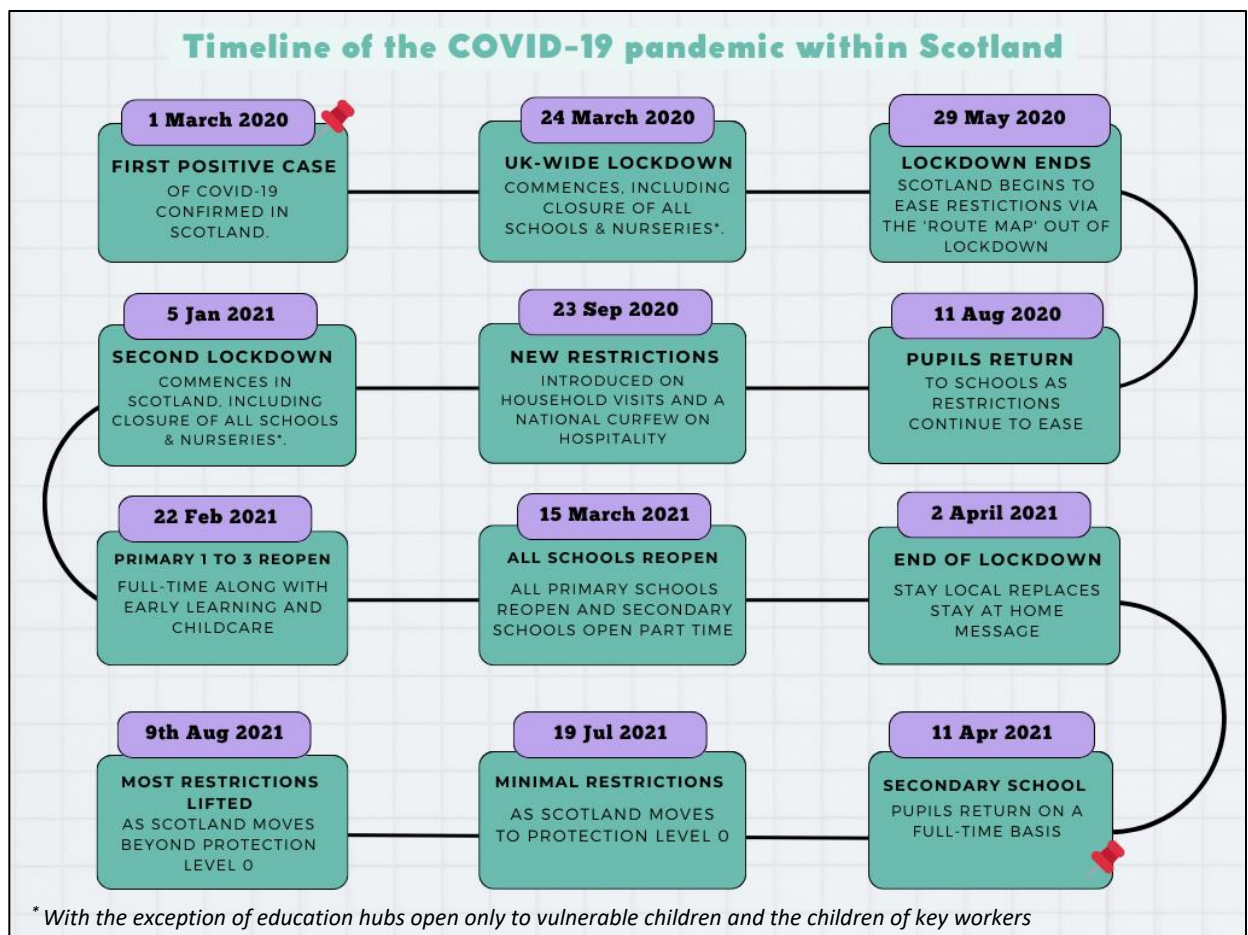 Timeline of the COVID-19 pandemic within Scotland
1 March 2020
FIRST POSITIVE CASE
OF COVID-19
CONFIRMED IN
SCOTLAND.
24 March 2020
UK-WIDE LOCKDOWN
COMMENCES, INCLUDING
CLOSURE OF ALL
SCHOOLS & NURSERIES*.
29 May 2020
LOCKDOWN ENDS
SCOTLAND BEGINS TO
EASE RESTICTIONS VIA
THE 'ROUTE MAP' OUT OF
LOCKDOWN
11 Aug 2020
PUPILS RETURN
TO SCHOOLS AS
RESTRICTIONS
CONTINUE TO EASE
23 Sep 2020
NEW RESTRICTIONS
INTRODUCED ON
HOUSEHOLD VISITS AND A
NATIONAL CURFEW ON
HOSPITALITY
5 Jan 2021
SECOND LOCKDOWN
COMMENCES IN
SCOTLAND, INCLUDING
CLOSURE OF ALL SCHOOLS
& NURSERIES*.
22 Feb 2021
PRIMARY 1 TO 3 REOPEN
FULL-TIME ALONG WITH
EARLY LEARNING AND
CHILDCARE
15 March 2021
ALL SCHOOLS REOPEN
ALL PRIMARY SCHOOLS
REOPEN AND SECONDARY
SCHOOLS OPEN PART TIME
2 April 2021
END OF LOCKDOWN
STAY LOCAL REPLACES
STAY AT HOME
MESSAGE
11 Apr 2021
SECONDARY SCHOOL
PUPILS RETURN ON A
FULL-TIME BASIS
19 Jul 2021
MINIMAL RESTRICTIONS
AS SCOTLAND MOVES
TO PROTECTION LEVEL 0
9th Aug 2021
MOST RESTRICTIONS
LIFTED
AS SCOTLAND MOVES
BEYOND PROTECTION
LEVEL 0
* With the exception of education hubs open only to vulnerable children and the children of key workers